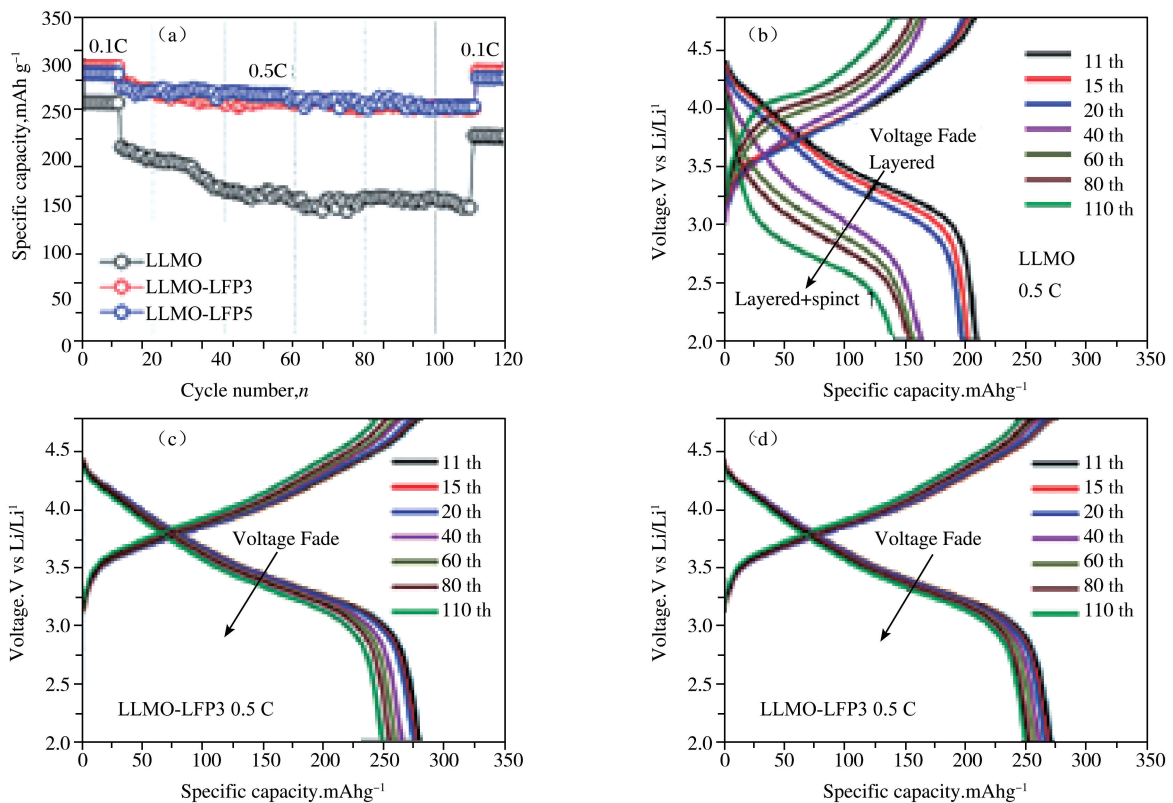 350
300
250
200
150
100
50
0
Specific capacity,mAh g⁻¹
(a)
0.1C
0.5C
0.1C
LLMO
LLMO-LFP3
LLMO-LFP5
0 20 40 60 80 100 120
Cycle number,n
4.5
4.0
3.5
3.0
2.5
2.0
Voltage.V vs Li/Li¹
(b)
11 th
15 th
20 th
40 th
60 th
80 th
110 th
Voltage Fade
Layered
Layered+spinct
LLMO
0.5 C
0 50 100 150 200 250 300 350
Specific capacity.mAhg⁻¹
4.5
4.0
3.5
3.0
2.5
2.0
Voltage.V vs Li/Li¹
(c)
11 th
15 th
20 th
40 th
60 th
80 th
110 th
Voltage Fade
LLMO-LFP3 0.5 C
0 50 100 150 200 250 300 350
Specific capacity.mAhg⁻¹
4.5
4.0
3.5
3.0
2.5
2.0
Voltage.V vs Li/Li¹
(d)
11 th
15 th
20 th
40 th
60 th
80 th
110 th
Voltage Fade
LLMO-LFP3 0.5 C
0 50 100 150 200 250 300 350
Specific capacity.mAhg⁻¹